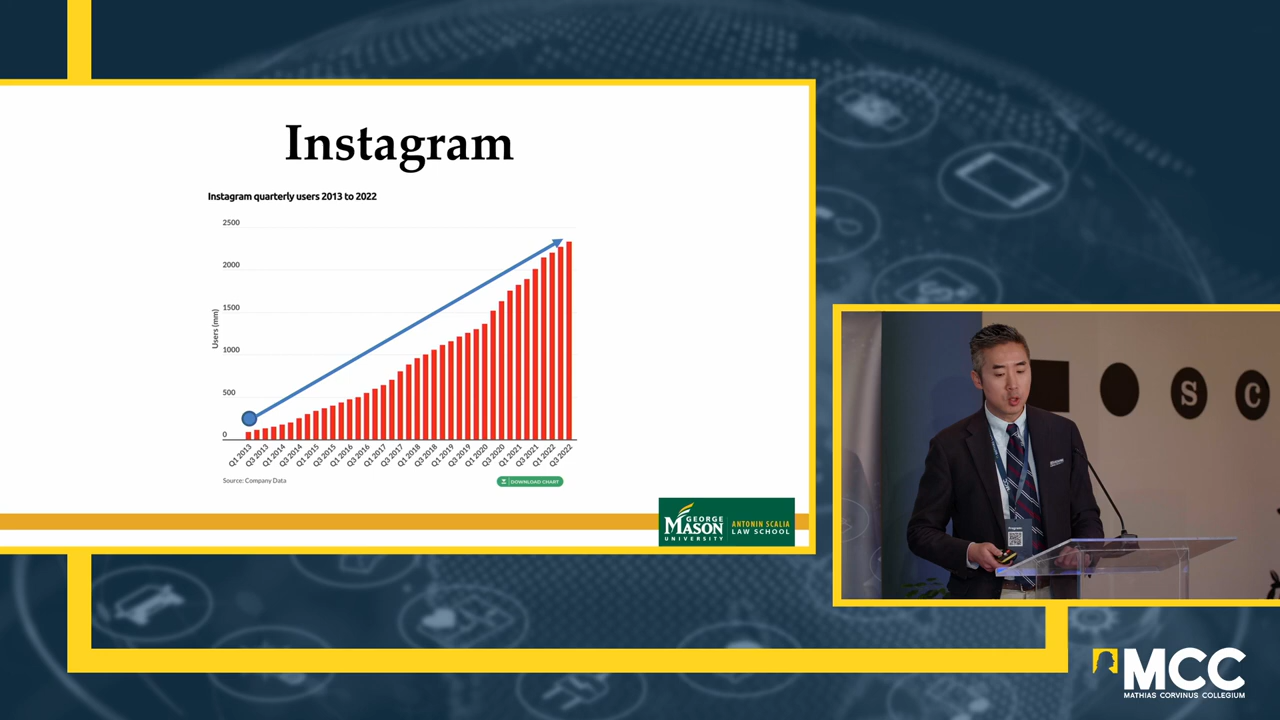 Instagram
Instagram quarterly users 2013 to 2022
2500
2000
1500
1000
500
0
Users (mm)
Q1 2013
Q3 2013
Q1 2014
Q3 2014
Q1 2015
Q3 2015
Q1 2016
Q3 2016
Q1 2017
Q3 2017
Q1 2018
Q3 2018
Q1 2019
Q3 2019
Q1 2020
Q3 2020
Q1 2021
Q3 2021
Q1 2022
Q3 2022
Source: Company Data
DOWNLOAD CHART
GEORGE
MASON
UNIVERSITY
ANTONIN SCALIA
LAW SCHOOL
S C
Program
MCC
MATHIAS CORVINUS COLLEGIUM